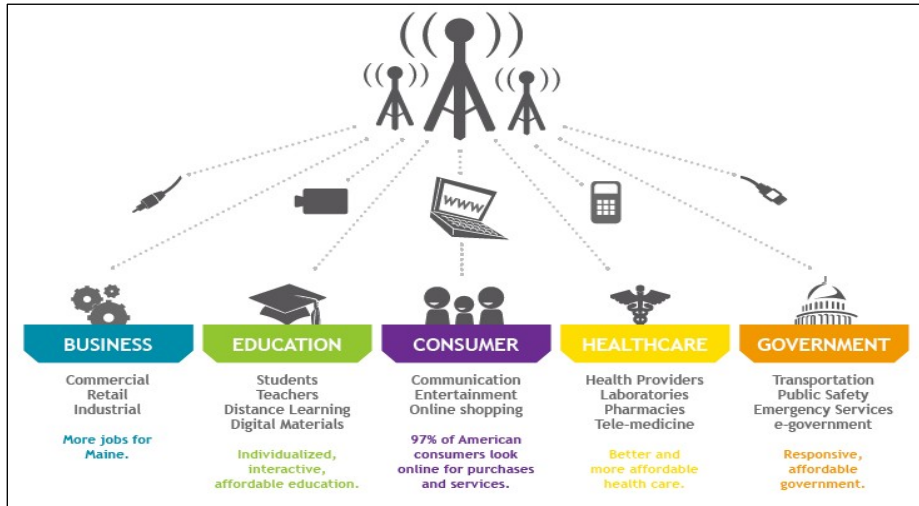 WWW
BUSINESS
Commercial
Retail
Industrial
More jobs for
Maine.
EDUCATION
Students
Teachers
Distance Learning
Digital Materials
Individualized,
interactive,
affordable education.
CONSUMER
Communication
Entertainment
Online shopping
97% of American
consumers look
online for purchases
and services.
HEALTHCARE
Health Providers
Laboratories
Pharmacies
Tele-medicine
Better and
more affordable
health care.
GOVERNMENT
Transportation
Public Safety
Emergency Services
e-government
Responsive,
affordable
government.